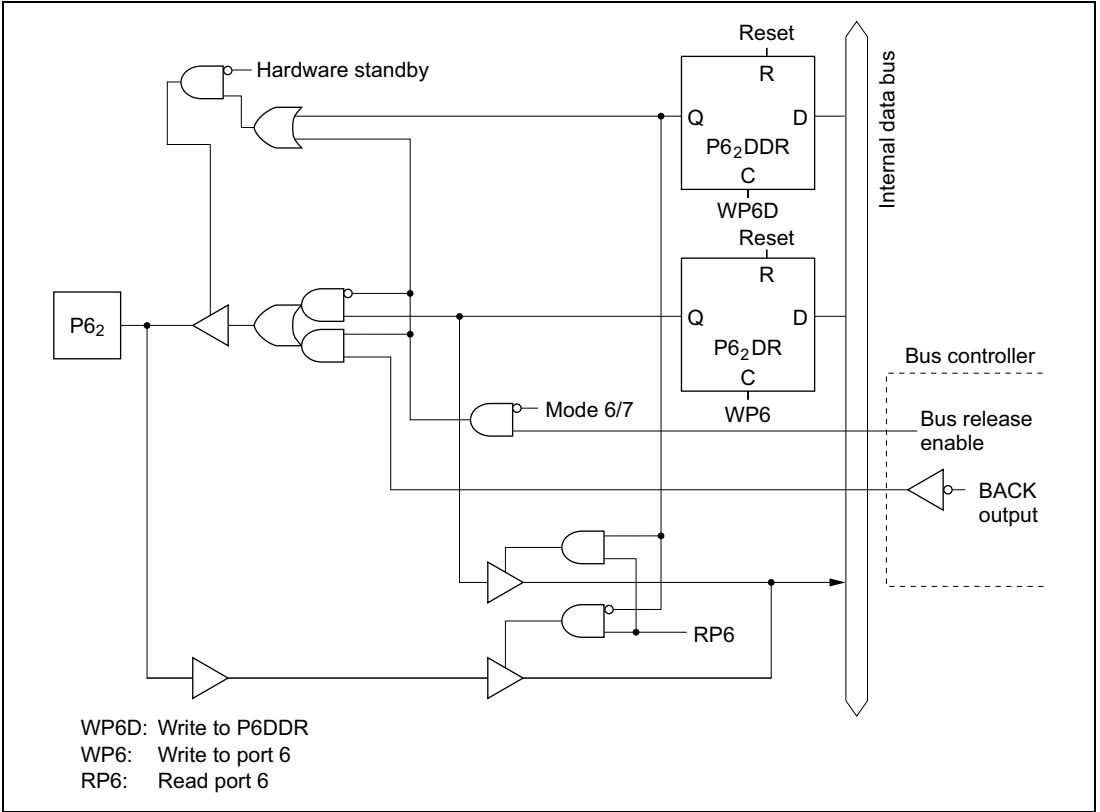 Reset
Hardware standby
R
Q
D
P6₂DDR
C
WP6D
Internal data bus
Reset
R
P6₂
Q
D
P6₂DR
C
WP6
Bus controller
Mode 6/7
Bus release
enable
BACK
output
RP6
WP6D: Write to P6DDR
WP6: Write to port 6
RP6: Read port 6